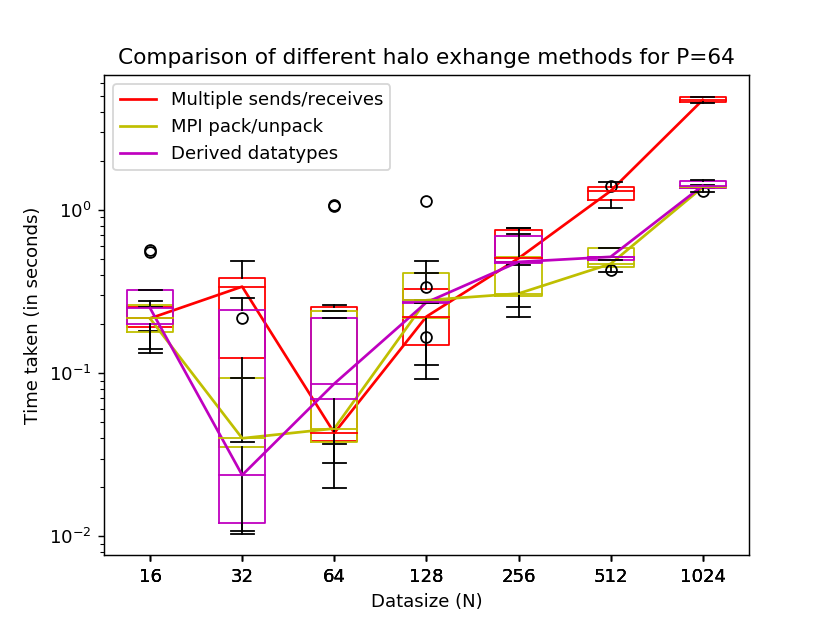 Comparison of different halo exhange methods for P=64
Multiple sends/receives
MPI pack/unpack
Derived datatypes
Time taken (in seconds)
10⁰
10⁻¹
10⁻²
16 32 64 128 256 512 1024
Datasize (N)